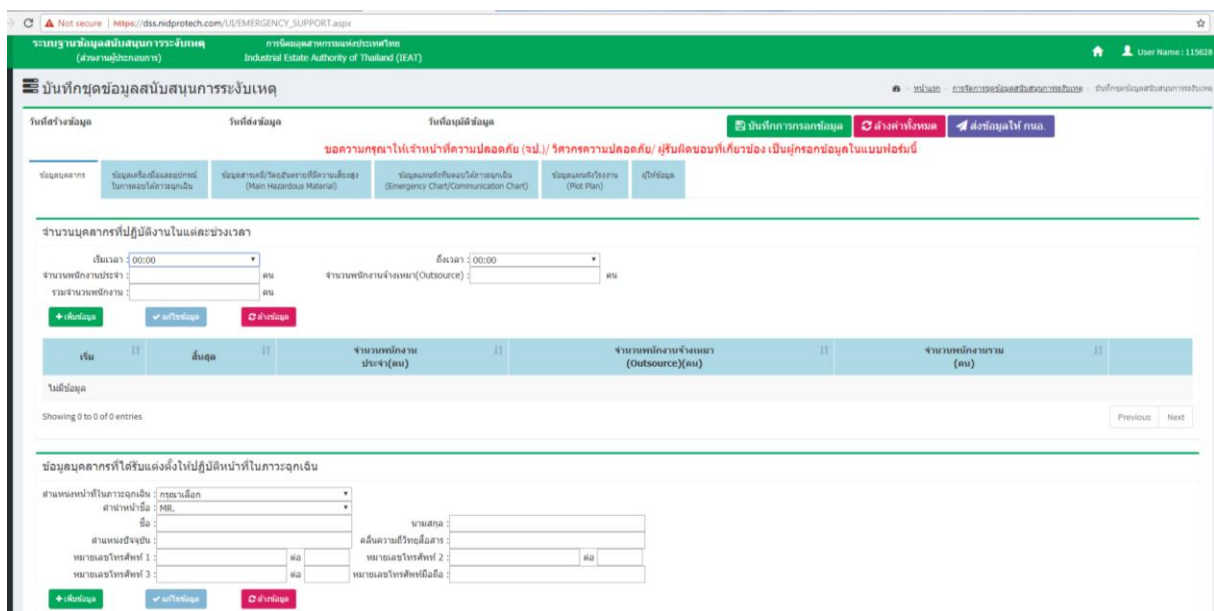 Not secure | https://dss.nidprotech.com/UI/EMERGENCY_SUPPORT.aspx
ระบบฐานข้อมูลสนับสนุนการระงับเหตุ การนิคมอุตสาหกรรมแห่งประเทศไทย
(ส่วนงานผู้ประกอบการ) Industrial Estate Authority of Thailand (IEAT) User Name : 115628
บันทึกชุดข้อมูลสนับสนุนการระงับเหตุ หน้าแรก การจัดการชุดข้อมูลสนับสนุนการระงับเหตุ บันทึกชุดข้อมูลสนับสนุนการระงับเหตุ
วันที่สร้างข้อมูล วันที่ส่งข้อมูล วันที่อนุมัติข้อมูล บันทึกการกรอกข้อมูล ล้างค่าทั้งหมด ส่งข้อมูลให้ กนอ.
ขอความกรุณาให้เจ้าหน้าที่ความปลอดภัย (จป.)/ วิศวกรความปลอดภัย/ ผู้รับผิดชอบที่เกี่ยวข้อง เป็นผู้กรอกข้อมูลในแบบฟอร์มนี้
ข้อมูลบุคลากร ข้อมูลเครื่องมือและอุปกรณ์ ข้อมูลสารเคมี/วัตถุอันตรายที่มีความเสี่ยงสูง ข้อมูลแผนผังทีมตอบโต้ภาวะฉุกเฉิน ข้อมูลแผนผังโรงงาน ผู้ให้ข้อมูล
ในการตอบโต้ภาวะฉุกเฉิน (Main Hazardous Material) (Emergency Chart/Communication Chart) (Plot Plan)
จำนวนบุคลากรที่ปฏิบัติงานในแต่ละช่วงเวลา
เริ่มเวลา : 00:00 ถึงเวลา : 00:00
จำนวนพนักงานประจำ : คน จำนวนพนักงานจ้างเหมา(Outsource) : คน
รวมจำนวนพนักงาน : คน
เพิ่มข้อมูล แก้ไขข้อมูล ล้างข้อมูล
เริ่ม สิ้นสุด จำนวนพนักงาน จำนวนพนักงานจ้างเหมา จำนวนพนักงานรวม
ประจำ(คน) (Outsource)(คน) (คน)
ไม่มีข้อมูล
Showing 0 to 0 of 0 entries Previous Next
ข้อมูลบุคลากรที่ได้รับแต่งตั้งให้ปฏิบัติหน้าที่ในภาวะฉุกเฉิน
ตำแหน่งหน้าที่ในภาวะฉุกเฉิน : กรุณาเลือก
คำนำหน้าชื่อ : MR.
ชื่อ : นามสกุล :
ตำแหน่งปัจจุบัน : คลื่นความถี่วิทยุสื่อสาร :
หมายเลขโทรศัพท์ 1 : ต่อ หมายเลขโทรศัพท์ 2 : ต่อ
หมายเลขโทรศัพท์ 3 : ต่อ หมายเลขโทรศัพท์มือถือ :
เพิ่มข้อมูล แก้ไขข้อมูล ล้างข้อมูล